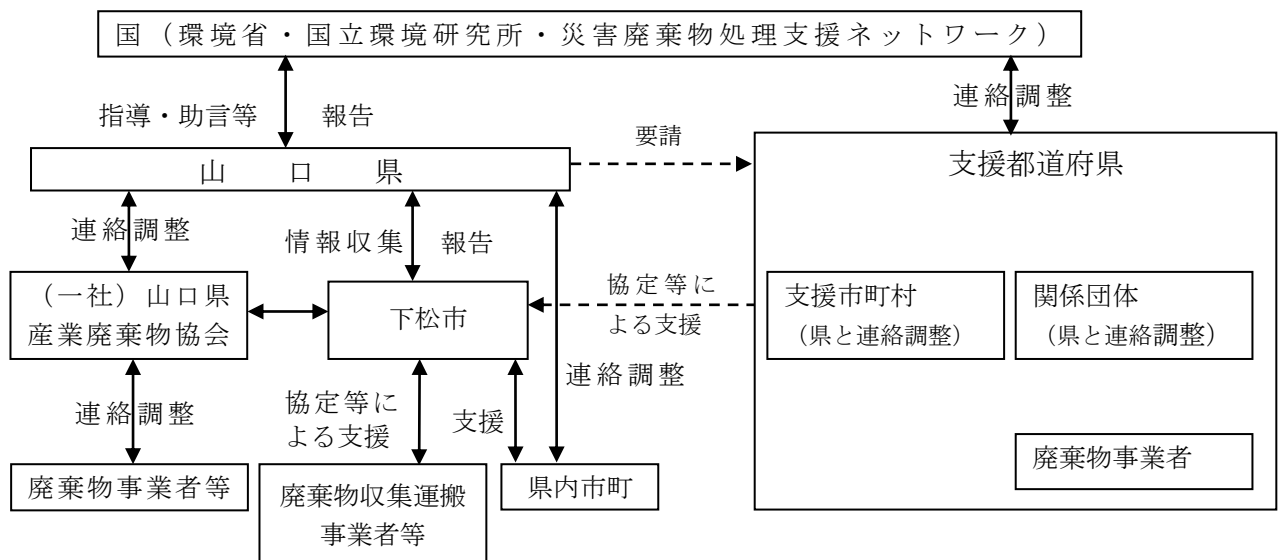 国（環境省・国立環境研究所・災害廃棄物処理支援ネットワーク）
指導・助言等
報告
連絡調整
要請
山口県
支援都道府県
連絡調整
情報収集
報告
（一社）山口県
産業廃棄物協会
下松市
協定等に
よる支援
支援市町村
（県と連絡調整）
関係団体
（県と連絡調整）
連絡調整
連絡調整
協定等に
よる支援
支援
廃棄物事業者等
廃棄物収集運搬
事業者等
県内市町
廃棄物事業者